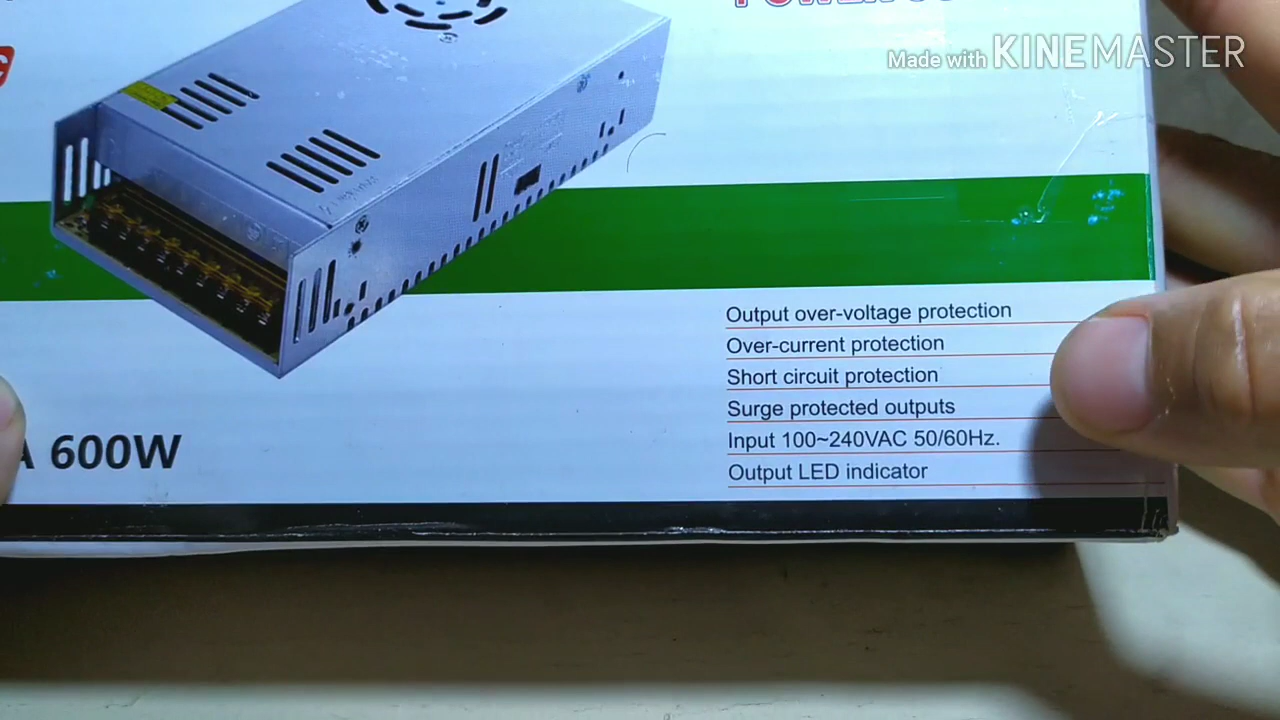 Made with KINEMASTER
Output over-voltage protection
Over-current protection
Short circuit protection
Surge protected outputs
Input 100~240VAC 50/60Hz.
Output LED indicator
A 600W